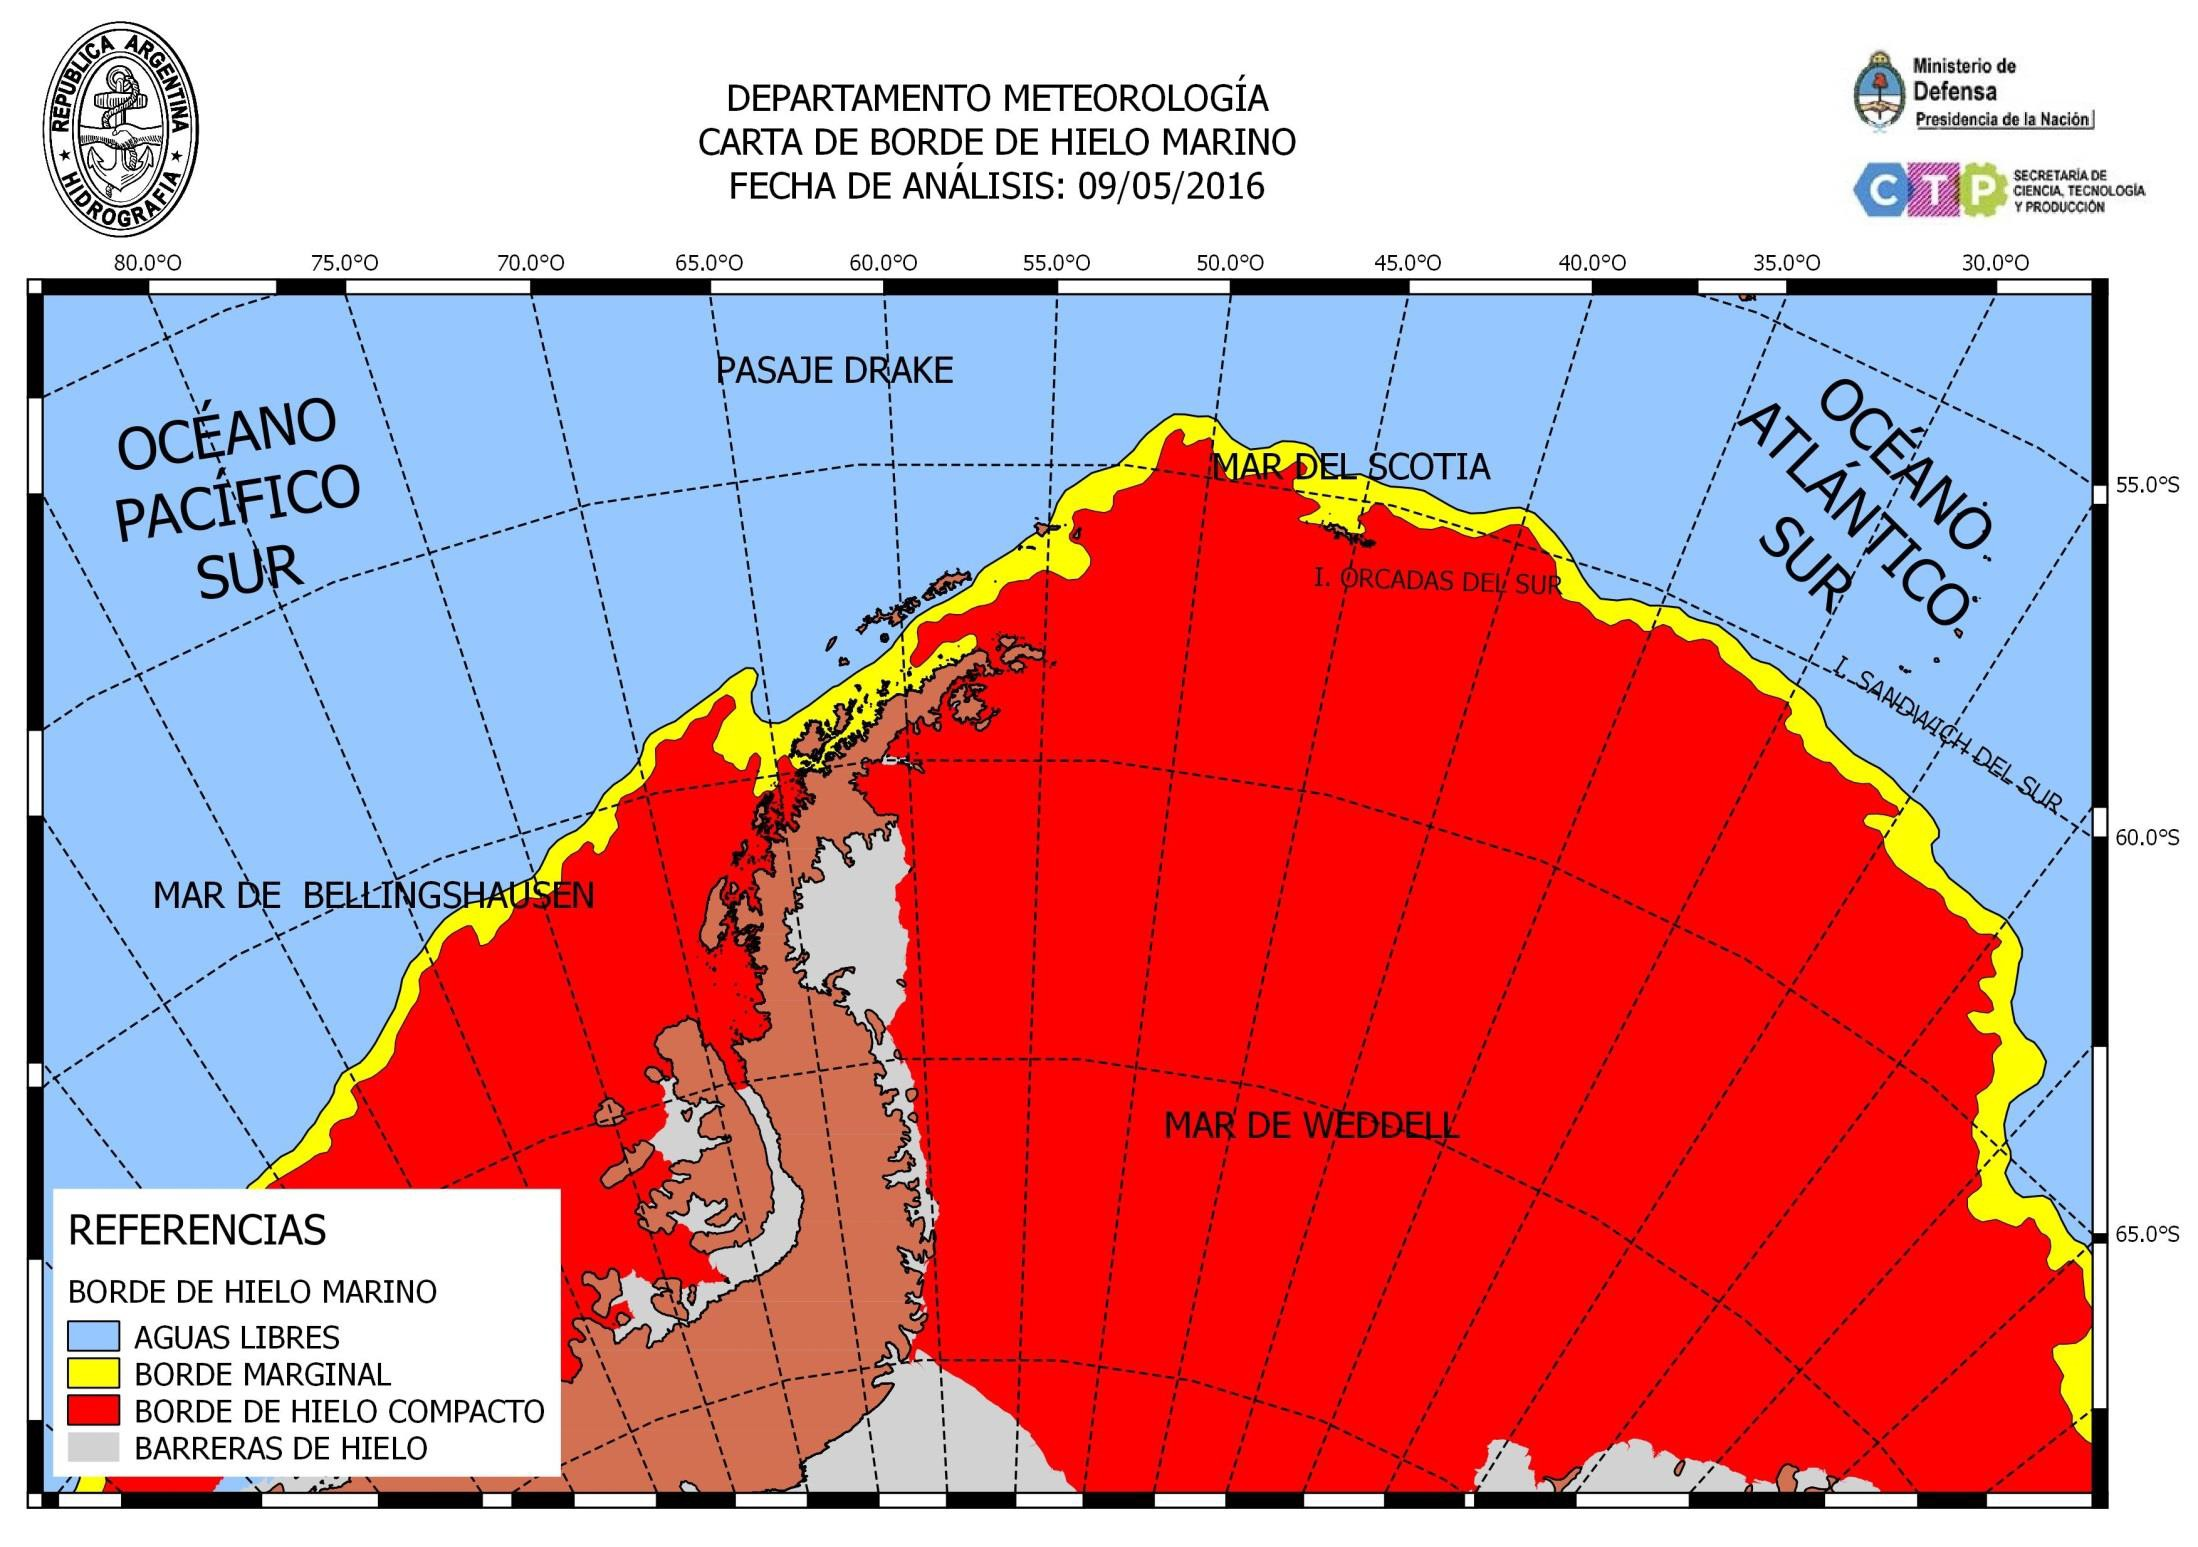 REPUBLICA ARGENTINA
HIDROGRAFIA
DEPARTAMENTO METEOROLOGÍA
CARTA DE BORDE DE HIELO MARINO
FECHA DE ANÁLISIS: 09/05/2016
Ministerio de
Defensa
Presidencia de la Nación
CTP
SECRETARÍA DE
CIENCIA, TECNOLOGÍA
Y PRODUCCIÓN
80.0°O 75.0°O 70.0°O 65.0°O 60.0°O 55.0°O 50.0°O 45.0°O 40.0°O 35.0°O 30.0°O
PASAJE DRAKE
OCÉANO
PACÍFICO
SUR
OCÉANO
ATLÁNTICO
SUR
MAR DEL SCOTIA
55.0°S
I. ORCADAS DEL SUR
I. SANDWICH DEL SUR
60.0°S
MAR DE BELLINGSHAUSEN
MAR DE WEDDELL
65.0°S
REFERENCIAS
BORDE DE HIELO MARINO
AGUAS LIBRES
BORDE MARGINAL
BORDE DE HIELO COMPACTO
BARRERAS DE HIELO